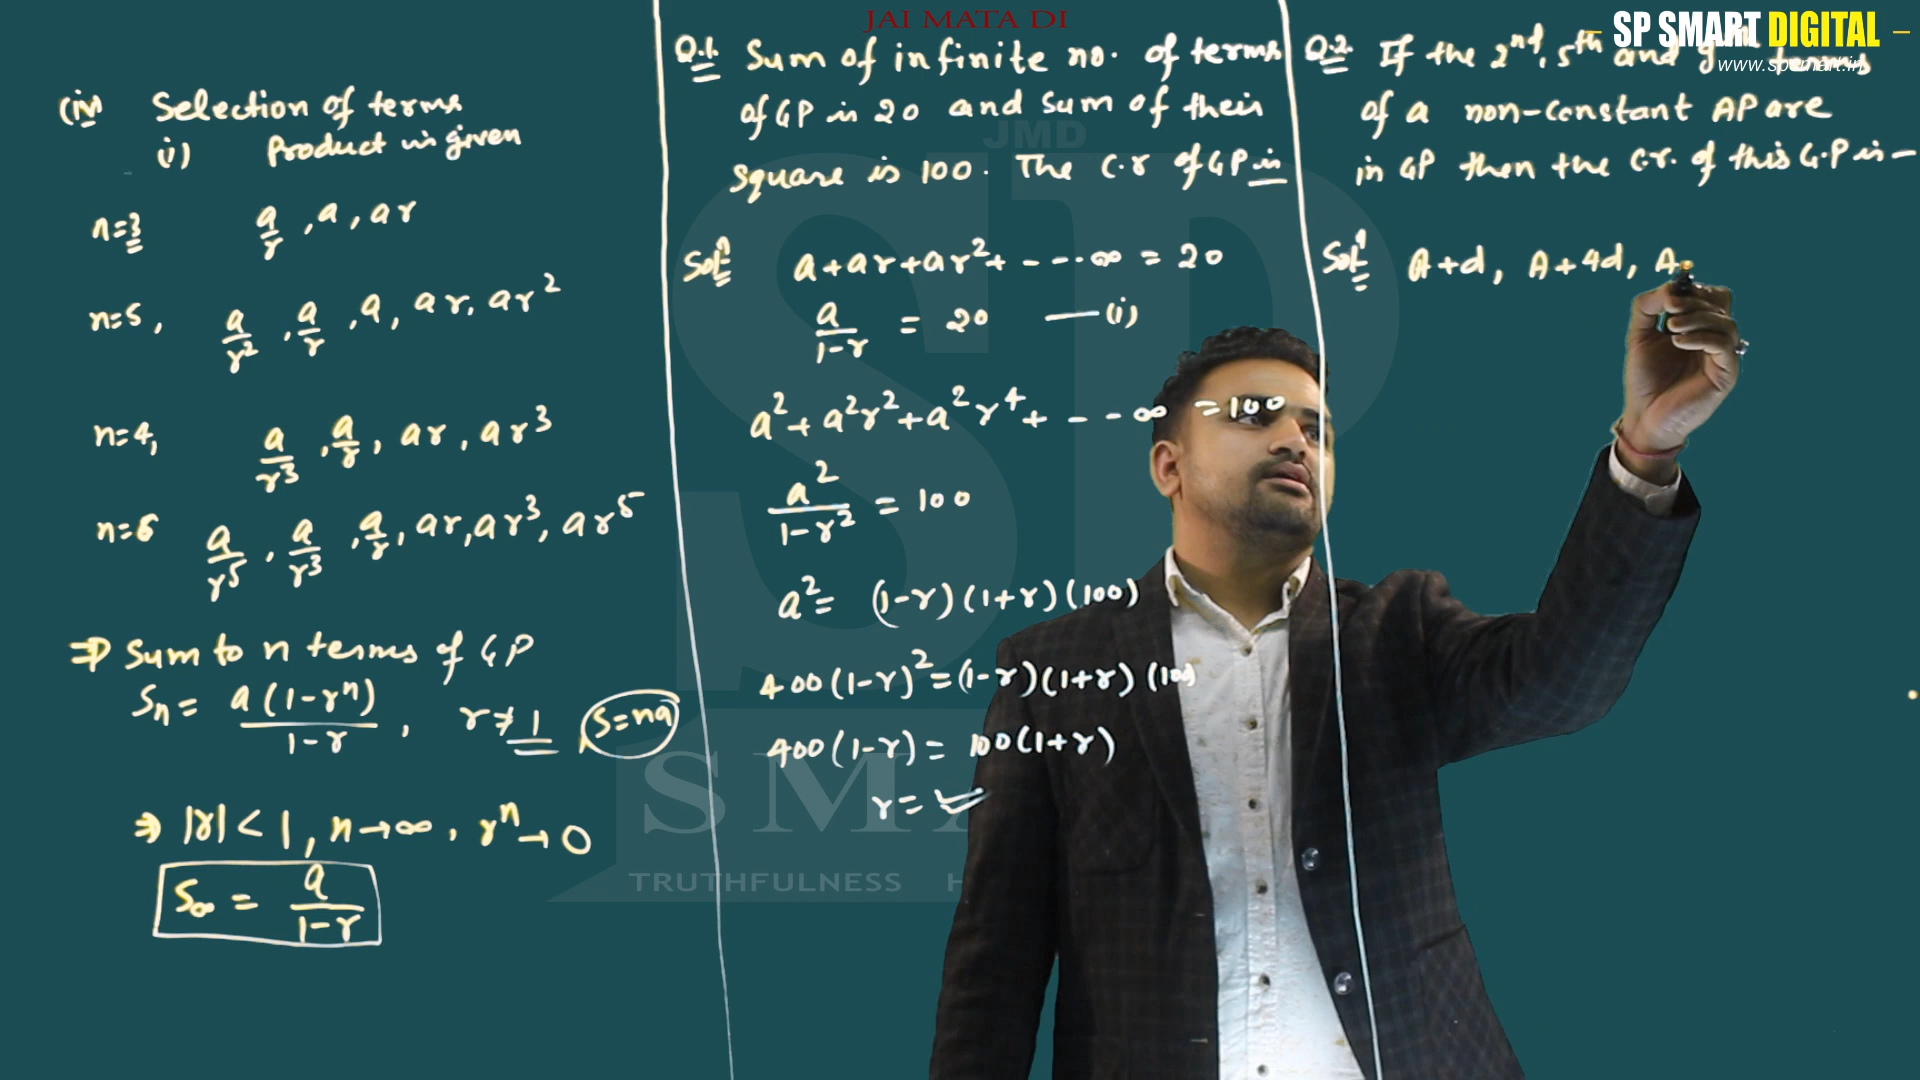 JAI MATA DI
SP SMART DIGITAL
www.spsmart.in
(iv) Selection of terms
(i) Product is given
n=3 a/r, a, ar
n=5, a/r², a/r, a, ar, ar²
n=4, a/r³, a/r, ar, ar³
n=6 a/r⁵, a/r³, a/r, ar, ar³, ar⁵
⇒ Sum to n terms of GP
Sn = a(1-rⁿ)/1-r, r≠1, S=na
⇒ |r|<1, n→∞, rⁿ→0
S∞ = a/1-r
Q.1. Sum of infinite no. of terms
of GP is 20 and sum of their
square is 100. The C.r of GP is
Solⁿ a+ar+ar²+ - - - ∞ = 20
a/1-r = 20 —(i)
a²+a²r²+a²r⁴+ - - ∞ =100
a²/1-r² = 100
a²= (1-r)(1+r)(100)
400(1-r)²=(1-r)(1+r)(100)
400(1-r)= 100(1+r)
r=
Q.2. If the 2nd, 5th and
of a non-constant AP are
in GP then the C.r. of this G.P is -
Solⁿ A+d, A+4d, A+
JMD
SP
SMA
TRUTHFULNESS H